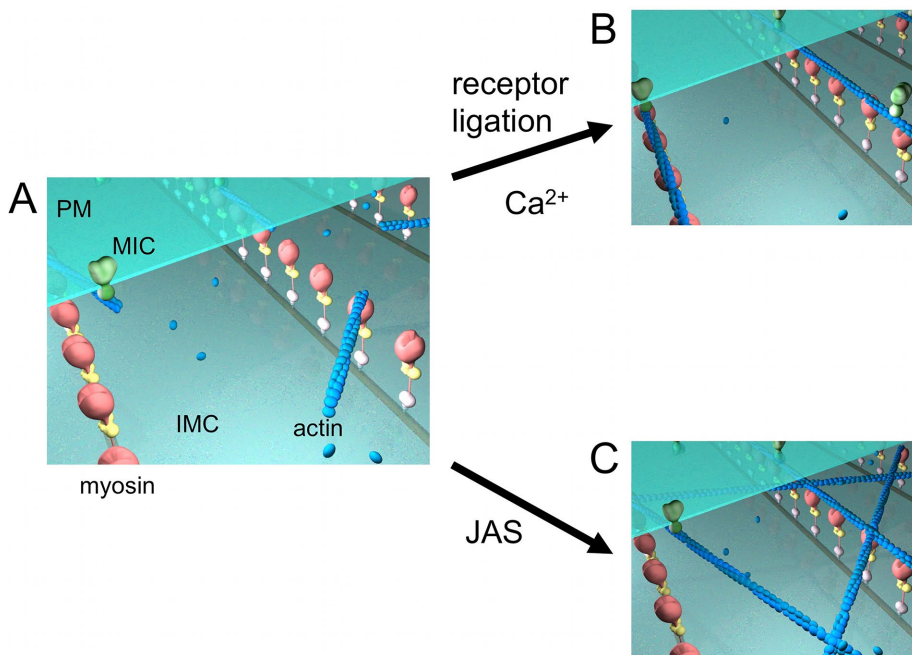 A
PM
MIC
IMC
actin
myosin
receptor
ligation
Ca²⁺
B
JAS
C